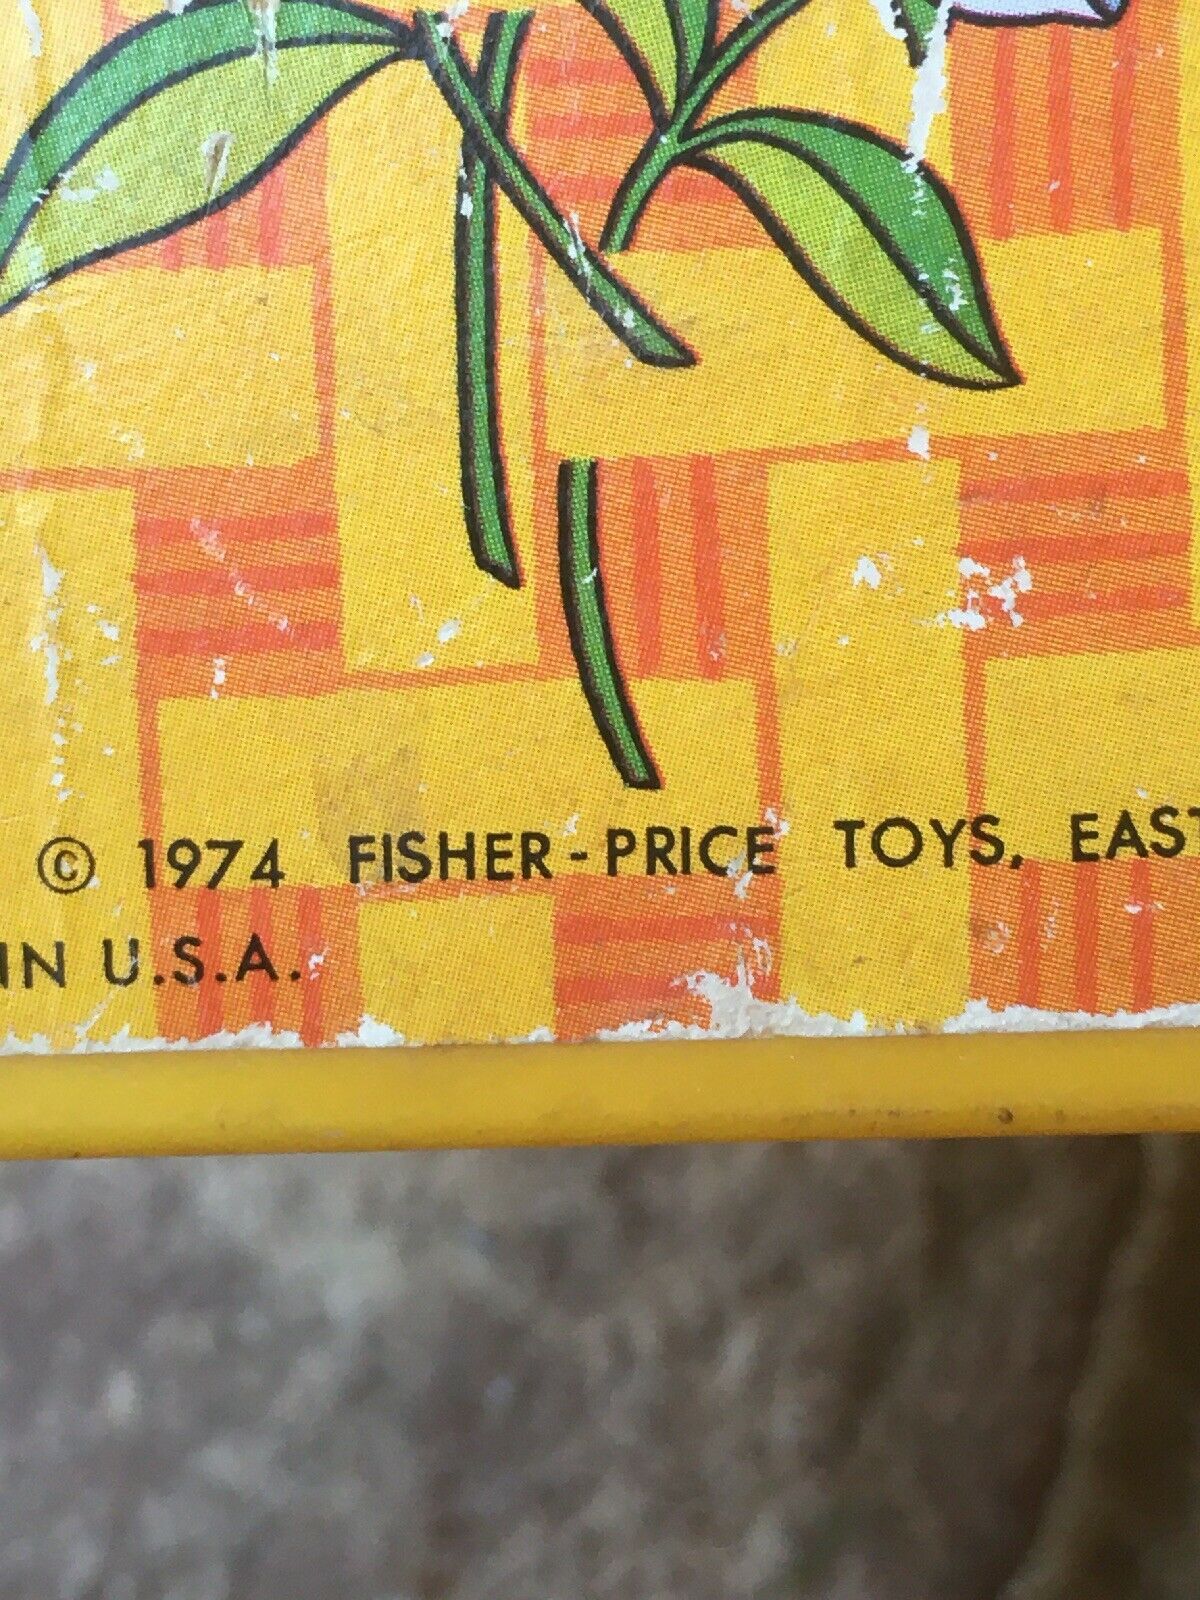 © 1974 FISHER-PRICE TOYS, EAST
IN U.S.A.